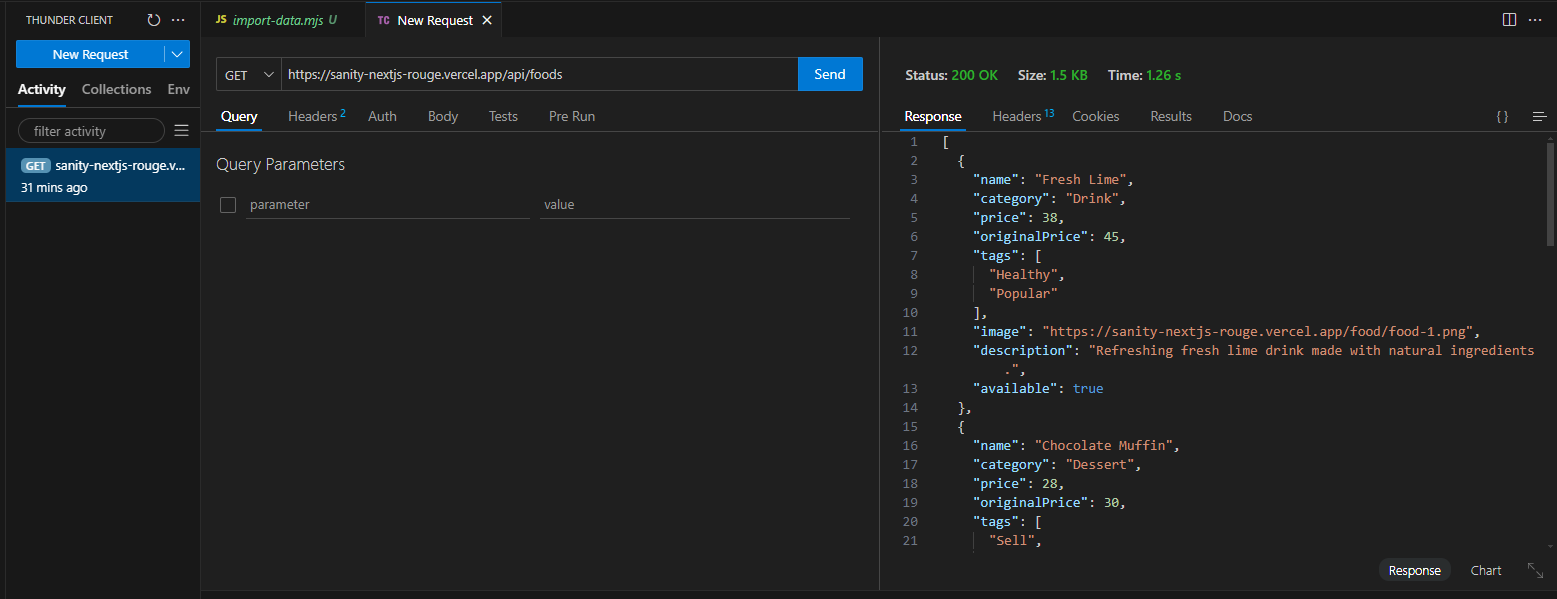 THUNDER CLIENT
New Request
Activity Collections Env
filter activity
GET sanity-nextjs-rouge.v...
31 mins ago
JS import-data.mjs U
TC New Request
GET https://sanity-nextjs-rouge.vercel.app/api/foods Send
Query Headers 2 Auth Body Tests Pre Run
Query Parameters
parameter value
Status: 200 OK Size: 1.5 KB Time: 1.26 s
Response Headers 13 Cookies Results Docs {}
1 [
2 {
3 "name": "Fresh Lime",
4 "category": "Drink",
5 "price": 38,
6 "originalPrice": 45,
7 "tags": [
8 "Healthy",
9 "Popular"
10 ],
11 "image": "https://sanity-nextjs-rouge.vercel.app/food/food-1.png",
12 "description": "Refreshing fresh lime drink made with natural ingredients
.",
13 "available": true
14 },
15 {
16 "name": "Chocolate Muffin",
17 "category": "Dessert",
18 "price": 28,
19 "originalPrice": 30,
20 "tags": [
21 "Sell",
Response Chart